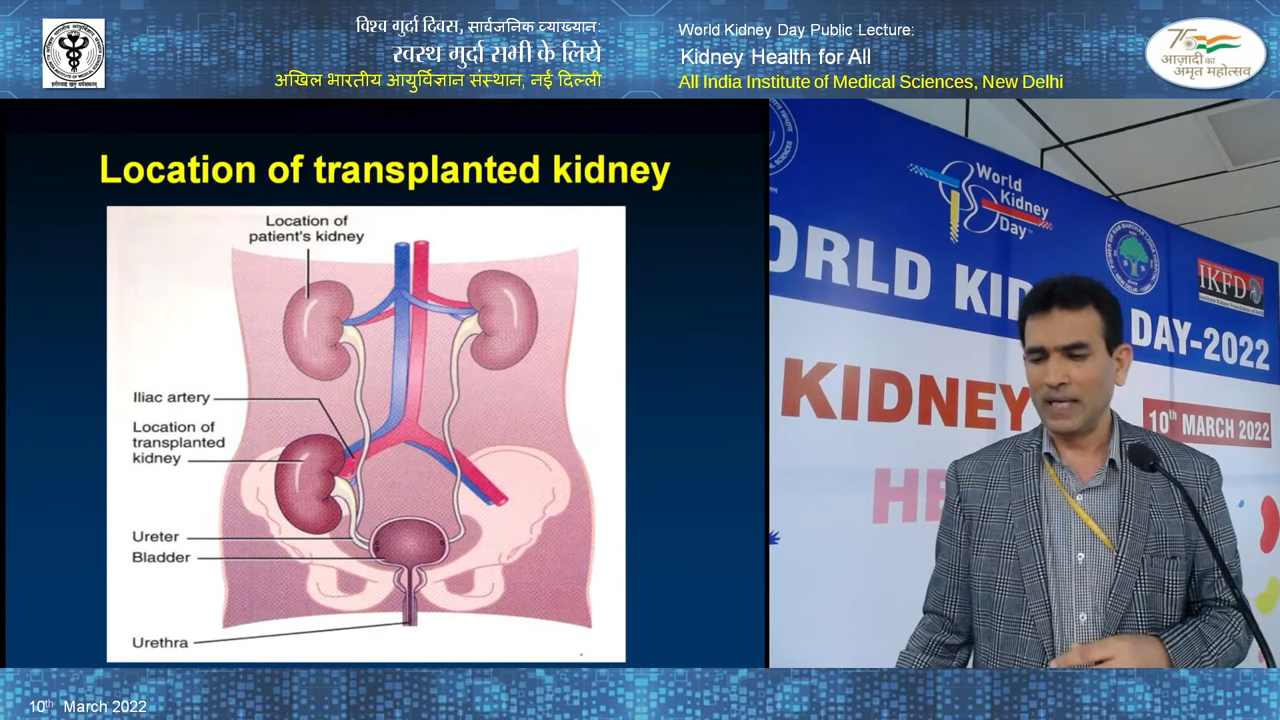 विश्व गुर्दा दिवस, सार्वजनिक व्याख्यान:
स्वस्थ गुर्दा सभी के लिये
अखिल भारतीय आयुर्विज्ञान संस्थान, नई दिल्ली
World Kidney Day Public Lecture:
Kidney Health for All
All India Institute of Medical Sciences, New Delhi
75
आज़ादी का
अमृत महोत्सव
Location of transplanted kidney
Location of
patient's kidney
Iliac artery
Location of
transplanted
kidney
Ureter
Bladder
Urethra
World
Kidney
Day
IKFD
ORLD KID DAY-2022
KIDNEY
10th MARCH 2022
HE
10th March 2022